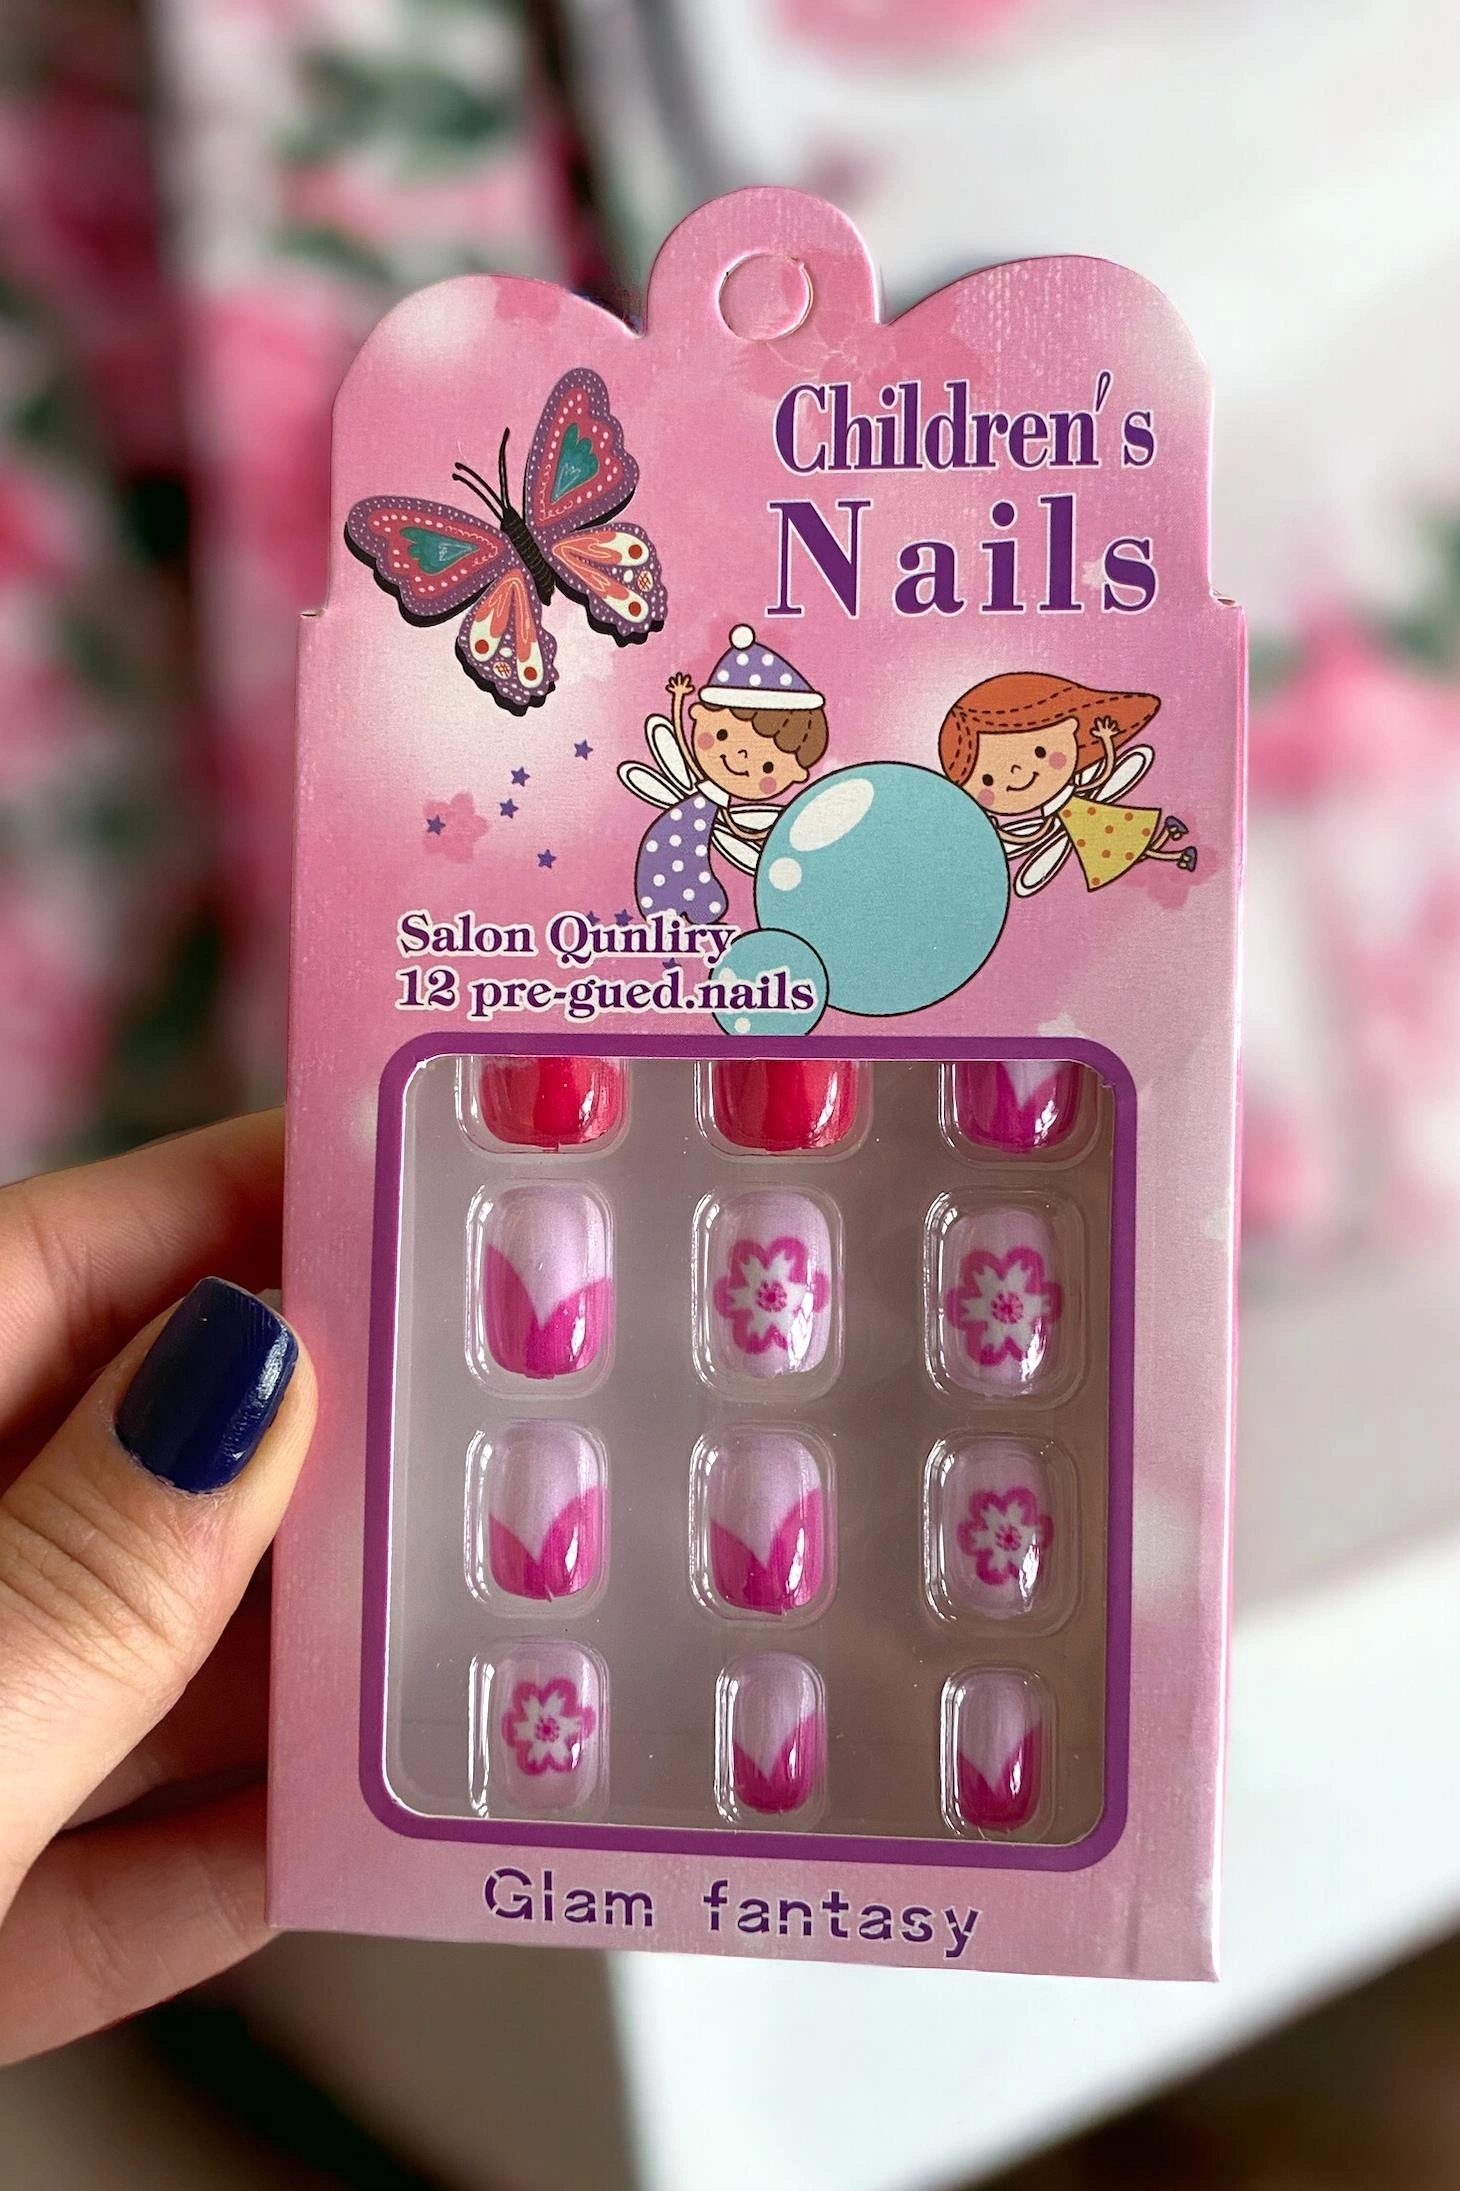 Children's
Nails
Salon Qunliry
12 pre-gued.nails
Glam fantasy